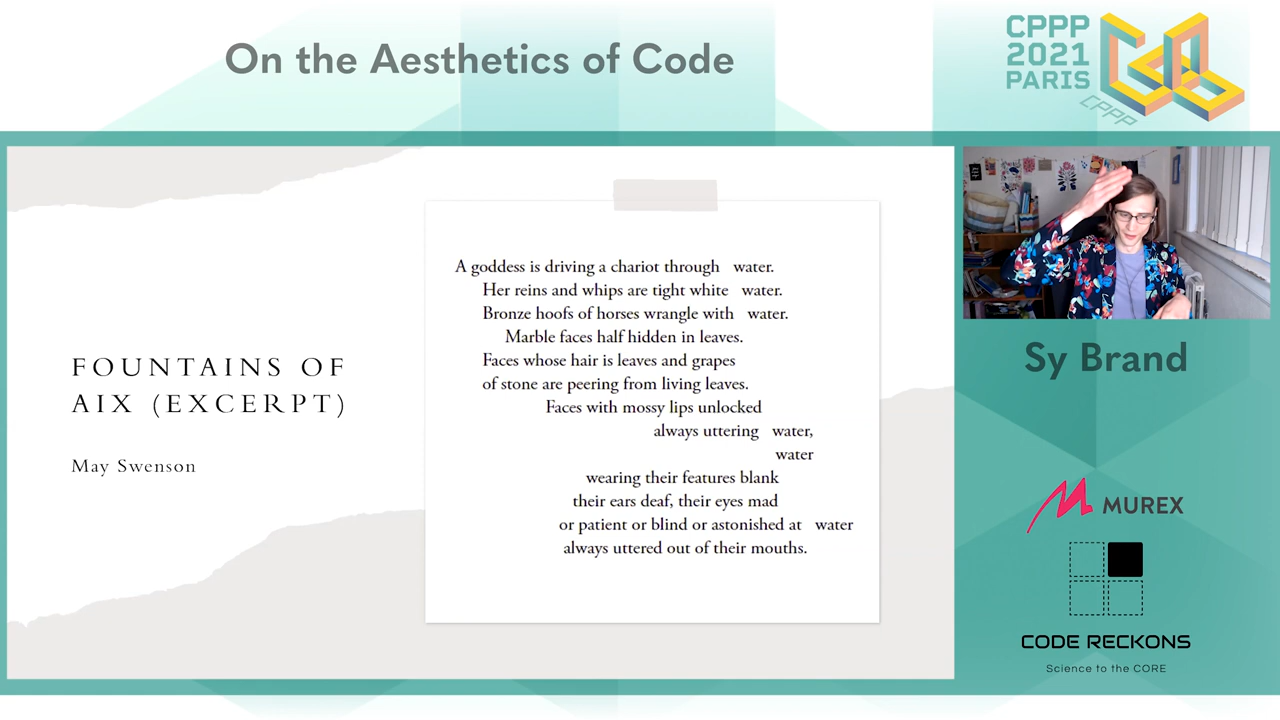 On the Aesthetics of Code
CPPP
2021
PARIS
CPPP
FOUNTAINS OF
AIX (EXCERPT)
May Swenson
A goddess is driving a chariot through water.
Her reins and whips are tight white water.
Bronze hoofs of horses wrangle with water.
Marble faces half hidden in leaves.
Faces whose hair is leaves and grapes
of stone are peering from living leaves.
Faces with mossy lips unlocked
always uttering water,
water
wearing their features blank
their ears deaf, their eyes mad
or patient or blind or astonished at water
always uttered out of their mouths.
Sy Brand
MUREX
CODE RECKONS
Science to the CORE